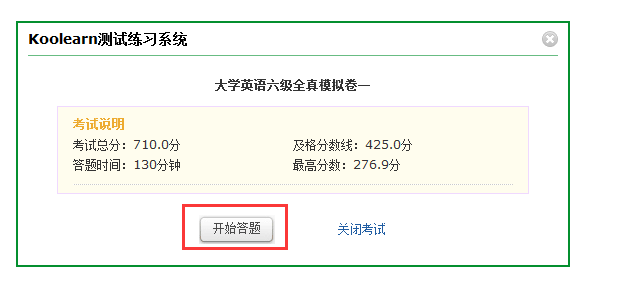 Koolearn测试练习系统
大学英语六级全真模拟卷一
考试说明
考试总分：710.0分 及格分数线：425.0分
答题时间：130分钟 最高分数：276.9分
开始答题 关闭考试